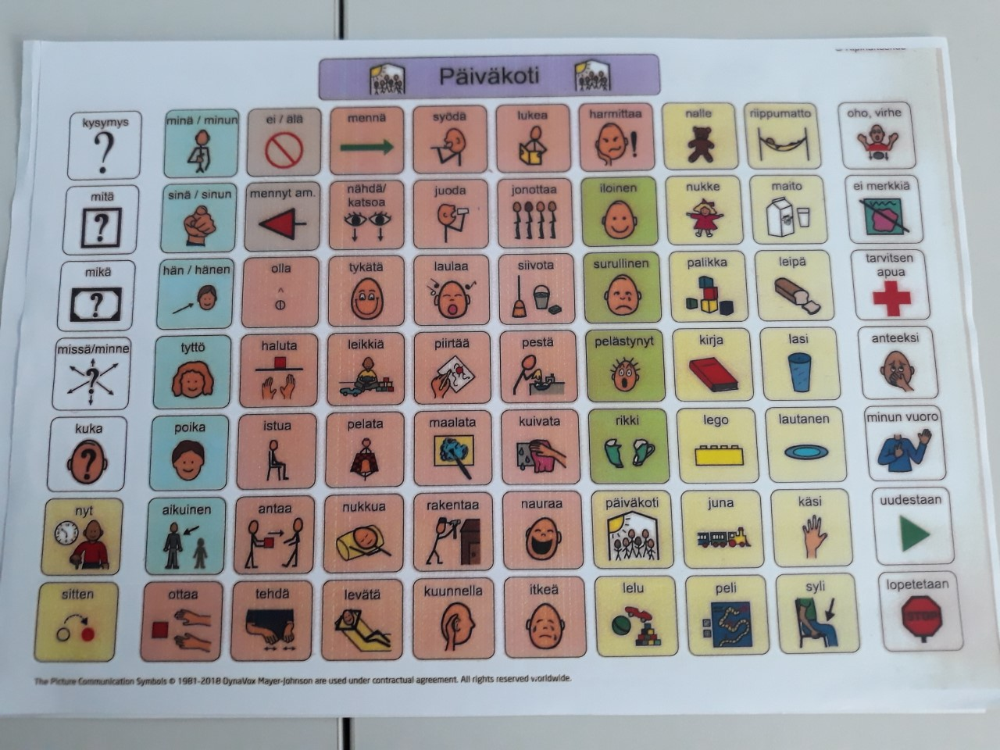 Päiväkoti
kysymys
minä / minun
ei / älä
mennä
syödä
lukea
harmittaa
nalle
riippumatto
oho, virhe
mitä
sinä / sinun
mennyt am.
nähdä/
katsoa
juoda
jonottaa
iloinen
nukke
maito
ei merkkiä
mikä
hän / hänen
olla
tykätä
laulaa
siivota
surullinen
palikka
leipä
tarvitsen
apua
missä/minne
tyttö
haluta
leikkiä
piirtää
pestä
pelästynyt
kirja
lasi
anteeksi
kuka
poika
istua
pelata
maalata
kuivata
rikki
lego
lautanen
minun vuoro
nyt
aikuinen
antaa
nukkua
rakentaa
nauraa
päiväkoti
juna
käsi
uudestaan
sitten
ottaa
tehdä
levätä
kuunnella
itkeä
lelu
peli
syli
lopetetaan
STOP
The Picture Communication Symbols © 1981-2018 DynaVox Mayer-Johnson are used under contractual agreement. All rights reserved worldwide.